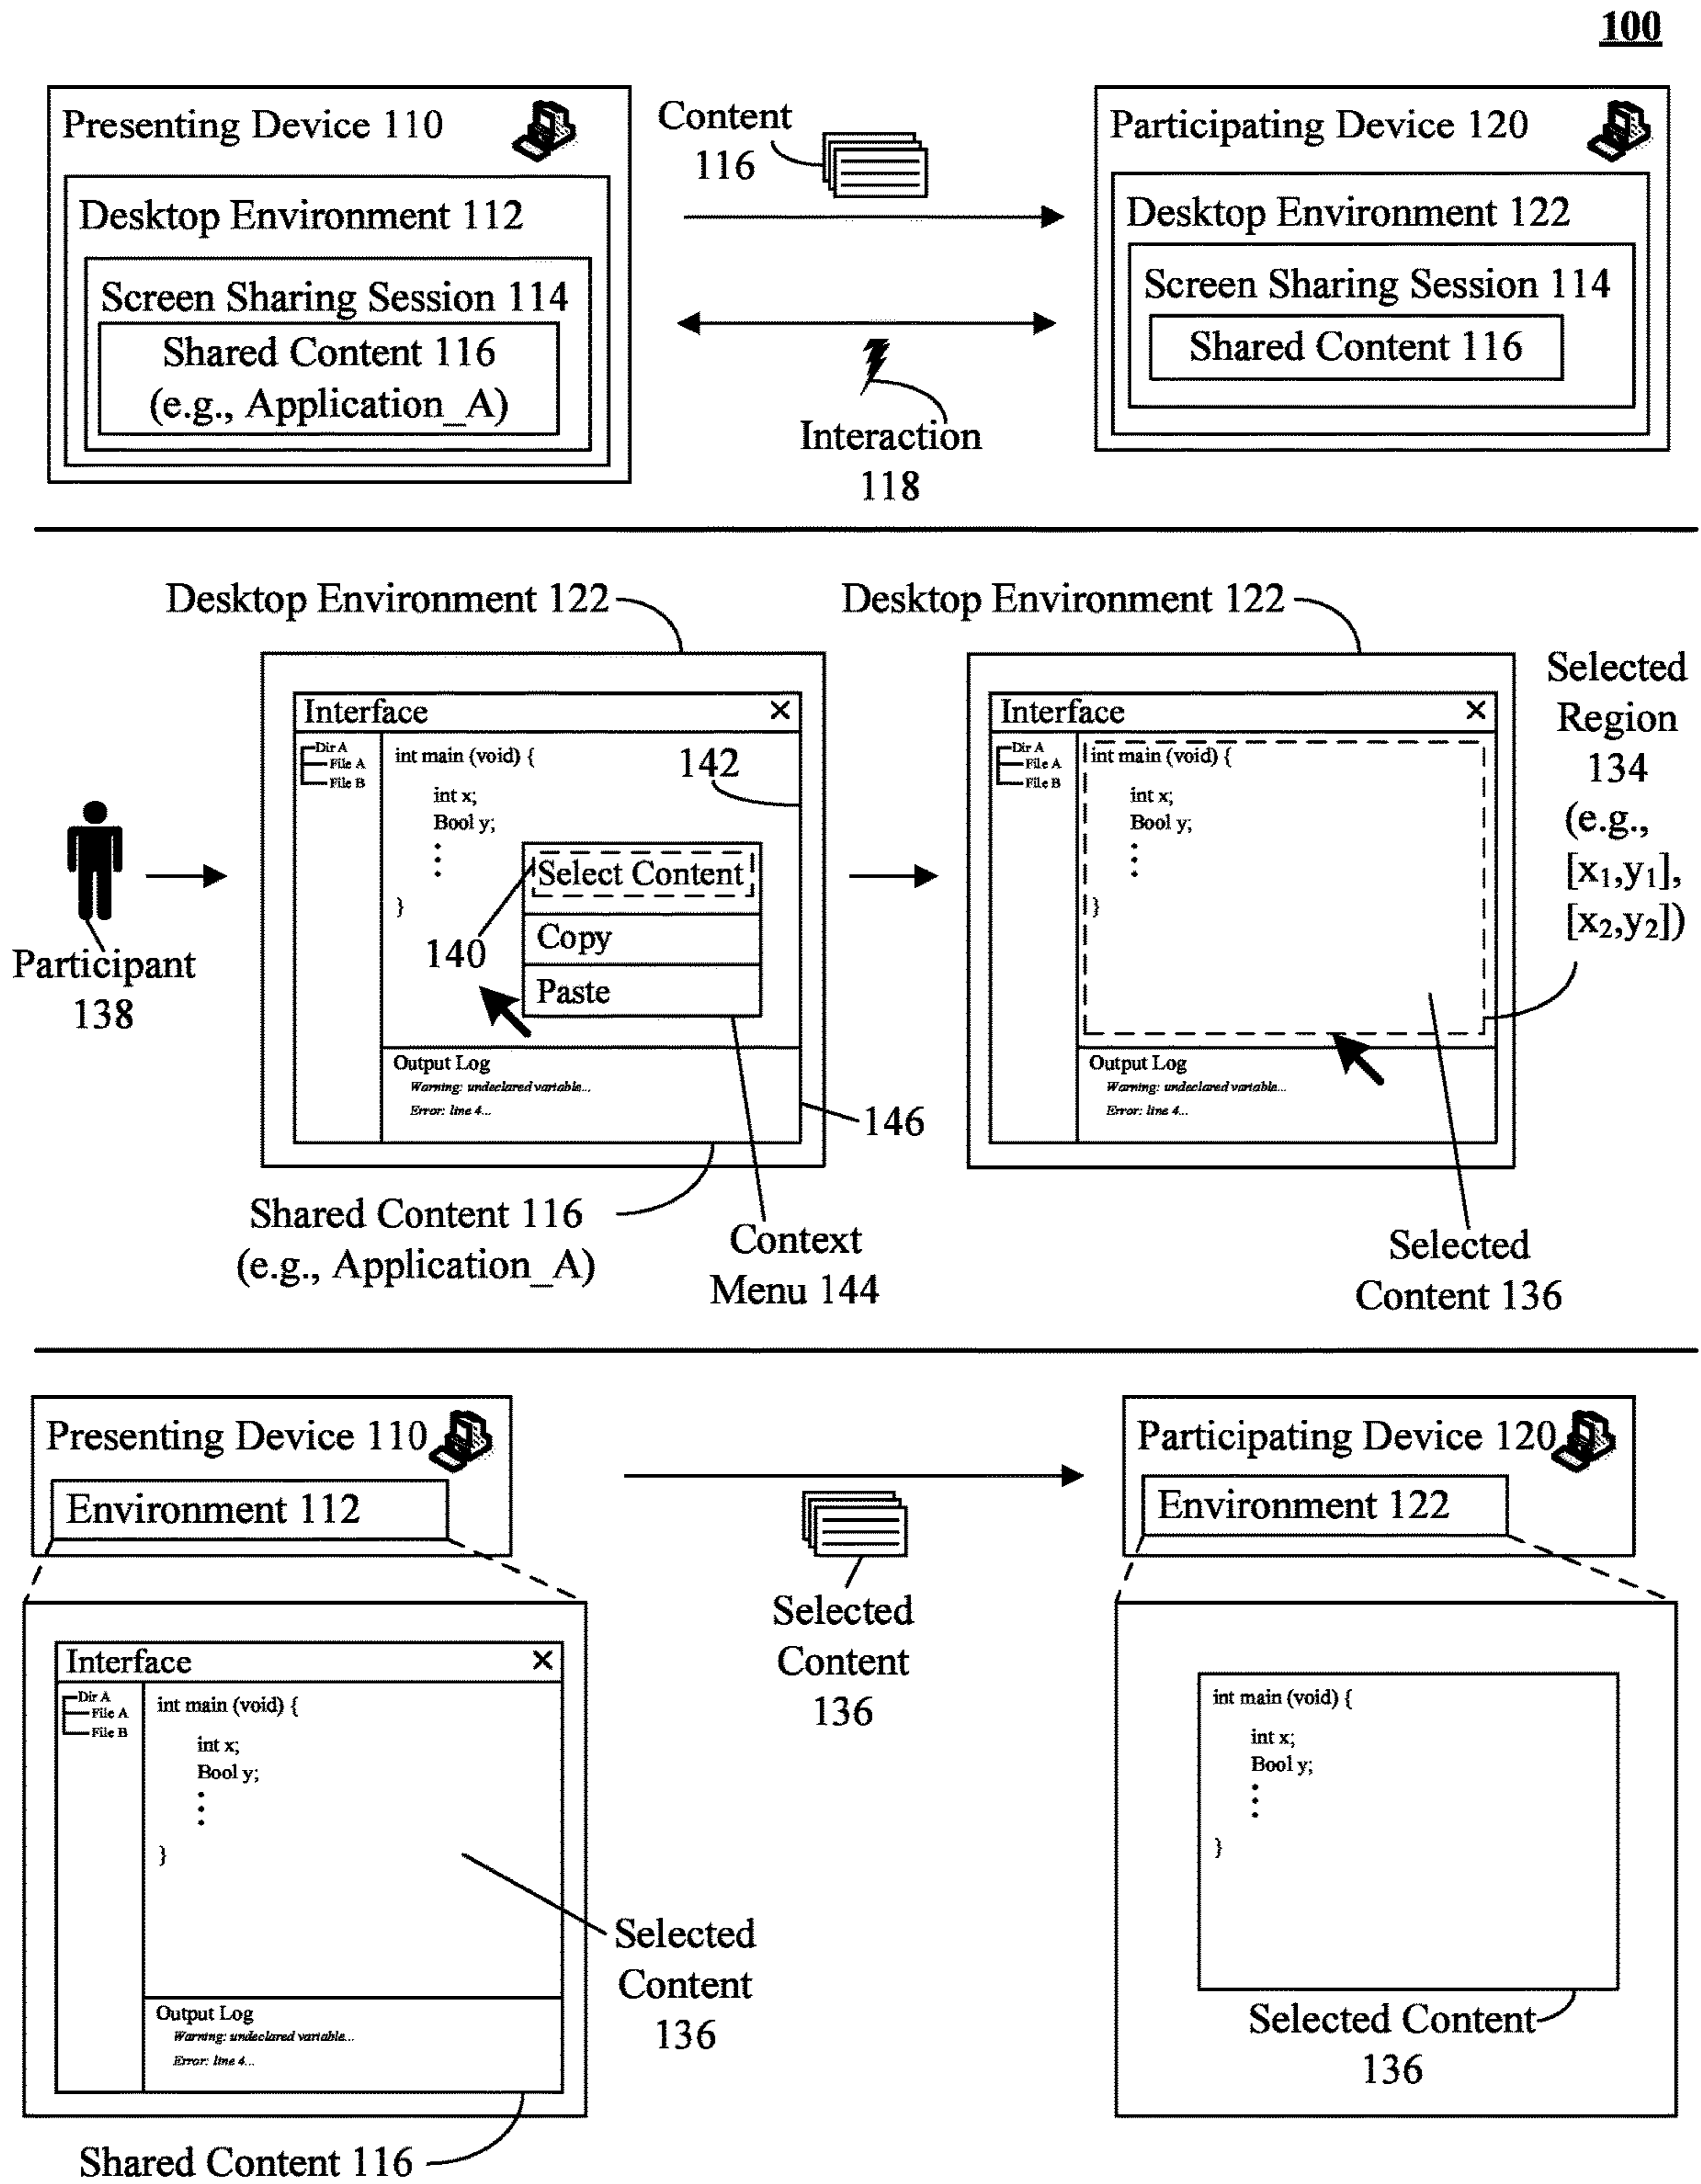 100
Presenting Device 110
Desktop Environment 112
Screen Sharing Session 114
Shared Content 116
(e.g., Application_A)
Content
116
Interaction
118
Participating Device 120
Desktop Environment 122
Screen Sharing Session 114
Shared Content 116
Desktop Environment 122
Interface X
Dir A
File A
File B
int main (void) {
int x;
Bool y;
}
142
Select Content
Copy
Paste
140
Output Log
Warning: undeclared variable...
Error: line 4...
146
Participant
138
Shared Content 116
(e.g., Application_A)
Context
Menu 144
Desktop Environment 122
Interface X
Dir A
File A
File B
int main (void) {
int x;
Bool y;
}
Output Log
Warning: undeclared variable...
Error: line 4...
Selected
Region
134
(e.g.,
[x₁,y₁],
[x₂,y₂])
Selected
Content 136
Presenting Device 110
Environment 112
Interface X
Dir A
File A
File B
int main (void) {
int x;
Bool y;
}
Output Log
Warning: undeclared variable...
Error: line 4...
Selected
Content
136
Shared Content 116
Selected
Content
136
Participating Device 120
Environment 122
int main (void) {
int x;
Bool y;
}
Selected Content
136